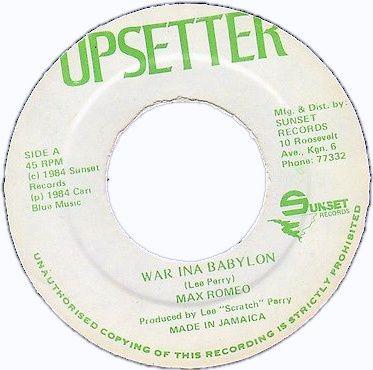 UPSETTER
SIDE A
45 RPM
(c) 1984 Sunset
Records
(p) 1984 Cari
Blue Music
Mfg. & Dist. by:
SUNSET
RECORDS
10 Roosevelt
Ave., Kgn. 6
Phone: 77332
SUNSET
RECORDS
WAR INA BABYLON
(Lee Perry)
MAX ROMEO
Produced by Lee "Scratch" Perry
MADE IN JAMAICA
UNAUTHORISED COPYING OF THIS RECORDING IS STRICTLY PROHIBITED